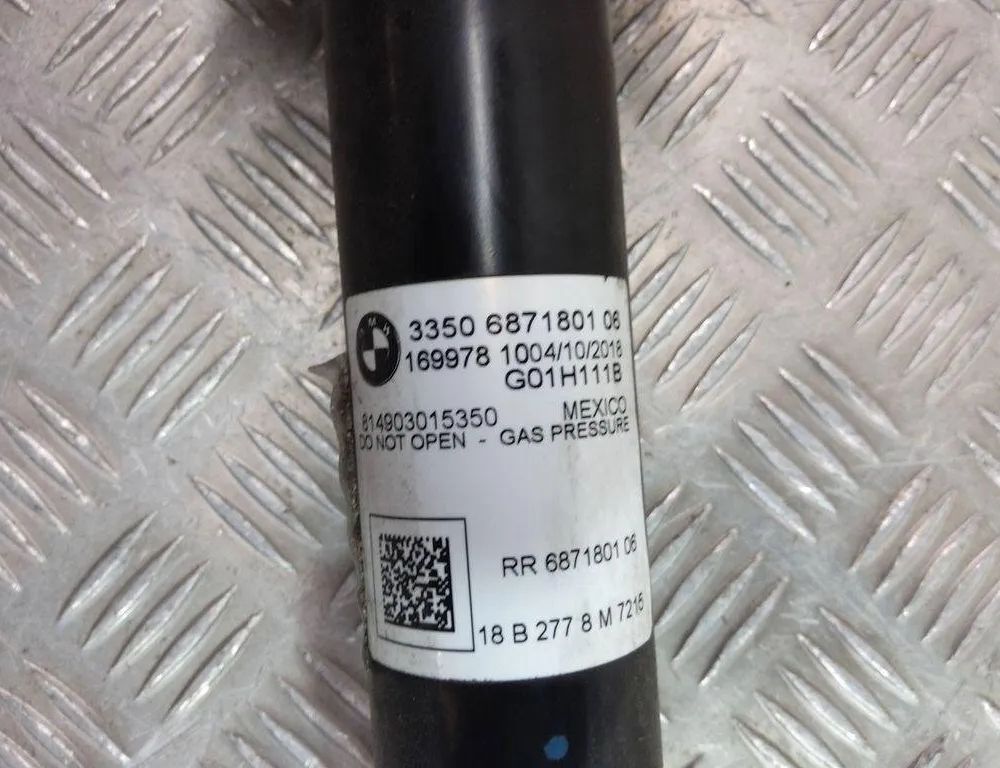 BMW
3350 6871801 06
169978 1004/10/2018
G01H111B
814903015350 MEXICO
DO NOT OPEN - GAS PRESSURE
RR 6871801 06
18 B 277 8 M 7215